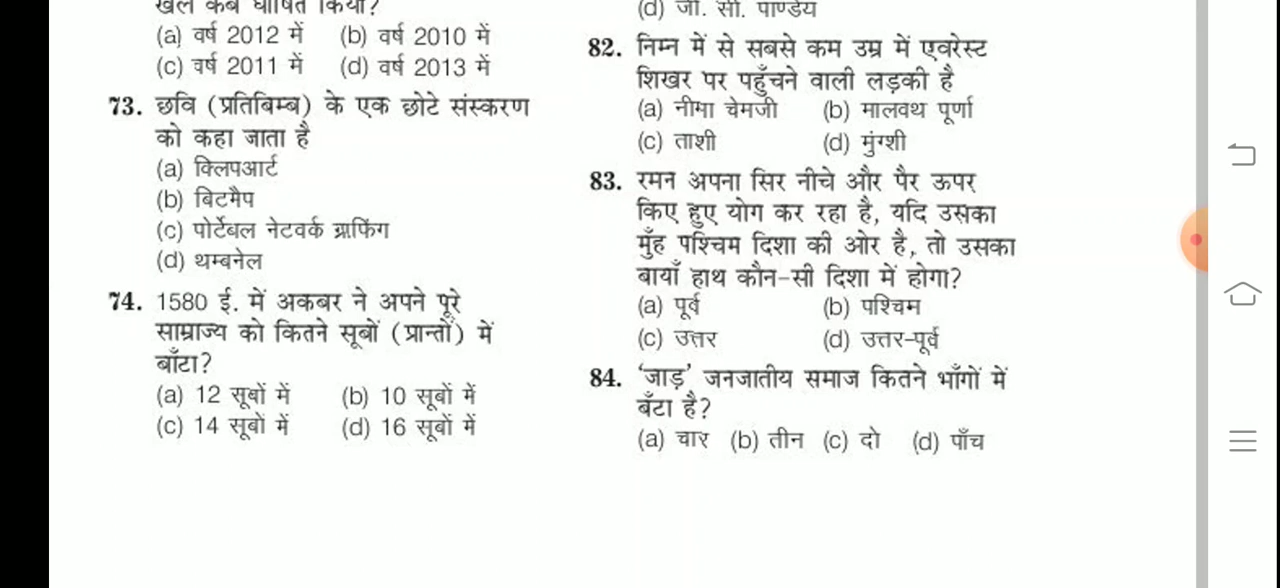 खेल कब घोषित किया?
(a) वर्ष 2012 में (b) वर्ष 2010 में
(c) वर्ष 2011 में (d) वर्ष 2013 में
73. छवि (प्रतिबिम्ब) के एक छोटे संस्करण
को कहा जाता है
(a) क्लिपआर्ट
(b) बिटमैप
(c) पोर्टेबल नेटवर्क ग्राफिंग
(d) थम्बनेल
74. 1580 ई. में अकबर ने अपने पूरे
साम्राज्य को कितने सूबों (प्रान्तों) में
बाँटा?
(a) 12 सूबों में (b) 10 सूबों में
(c) 14 सूबों में (d) 16 सूबों में
(d) जी. सी. पाण्डेय
82. निम्न में से सबसे कम उम्र में एवरेस्ट
शिखर पर पहुँचने वाली लड़की है
(a) नीमा चेमजी (b) मालवथ पूर्णा
(c) ताशी (d) मुंग्शी
83. रमन अपना सिर नीचे और पैर ऊपर
किए हुए योग कर रहा है, यदि उसका
मुँह पश्चिम दिशा की ओर है, तो उसका
बायाँ हाथ कौन-सी दिशा में होगा?
(a) पूर्व (b) पश्चिम
(c) उत्तर (d) उत्तर-पूर्व
84. 'जाड़' जनजातीय समाज कितने भाँगों में
बँटा है?
(a) चार (b) तीन (c) दो (d) पाँच